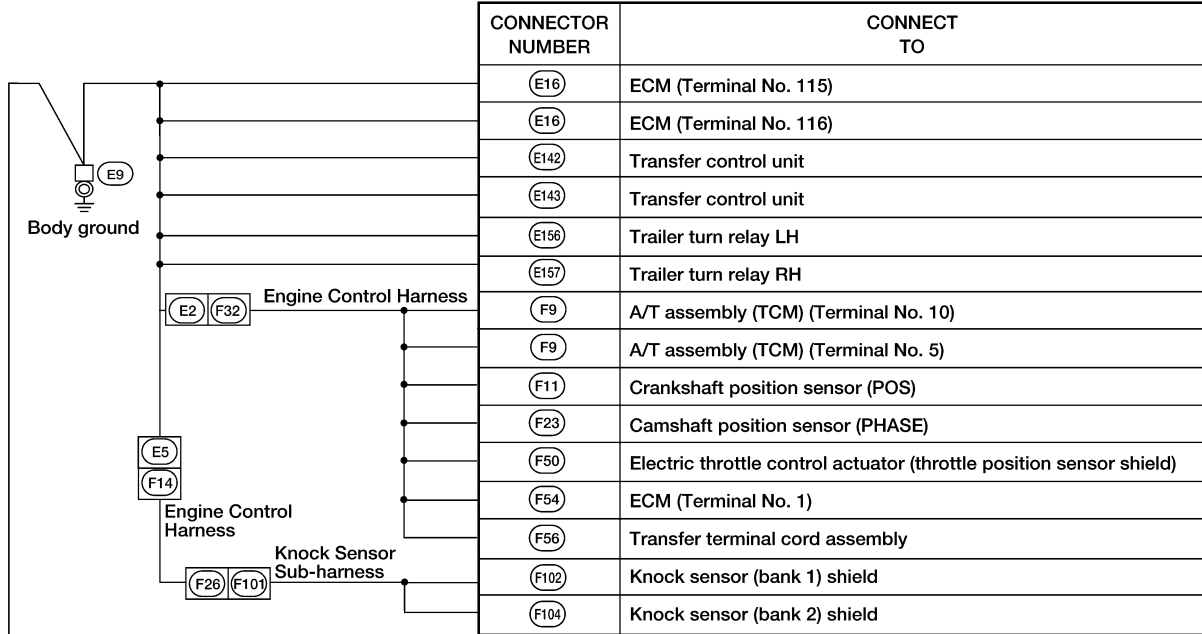 CONNECTOR NUMBER
CONNECT TO
E16
ECM (Terminal No. 115)
E16
ECM (Terminal No. 116)
E142
Transfer control unit
E143
Transfer control unit
E156
Trailer turn relay LH
E157
Trailer turn relay RH
F9
A/T assembly (TCM) (Terminal No. 10)
F9
A/T assembly (TCM) (Terminal No. 5)
F11
Crankshaft position sensor (POS)
F23
Camshaft position sensor (PHASE)
F50
Electric throttle control actuator (throttle position sensor shield)
F54
ECM (Terminal No. 1)
F56
Transfer terminal cord assembly
F102
Knock sensor (bank 1) shield
F104
Knock sensor (bank 2) shield
E9
Body ground
E2
F32
Engine Control Harness
E5
F14
Engine Control
Harness
F26
F101
Knock Sensor
Sub-harness